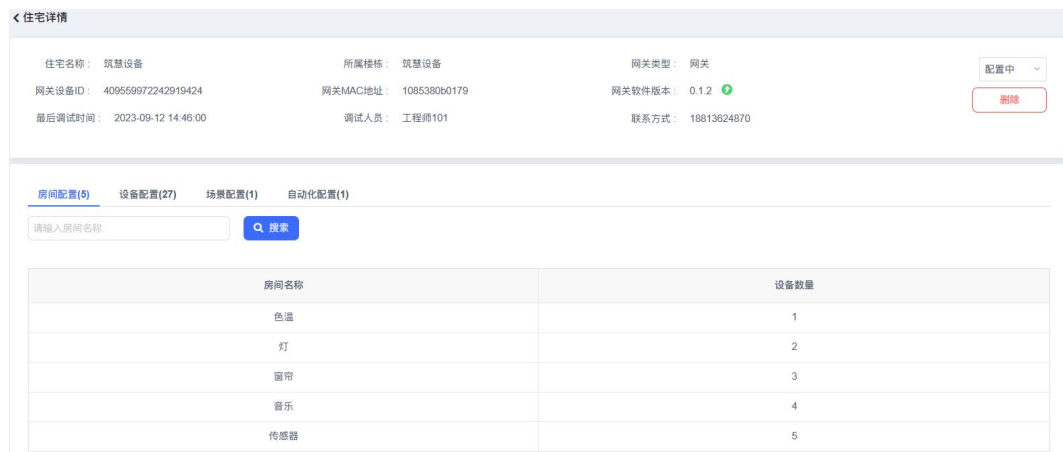 住宅详情
住宅名称： 筑慧设备 所属楼栋： 筑慧设备 网关类型： 网关 配置中
网关设备ID： 409559972242919424 网关MAC地址： 1085380b0179 网关软件版本： 0.1.2 删除
最后调试时间： 2023-09-12 14:46:00 调试人员： 工程师101 联系方式： 18813624870
房间配置(5) 设备配置(27) 场景配置(1) 自动化配置(1)
请输入房间名称 搜索
房间名称 设备数量
色温 1
灯 2
窗帘 3
音乐 4
传感器 5